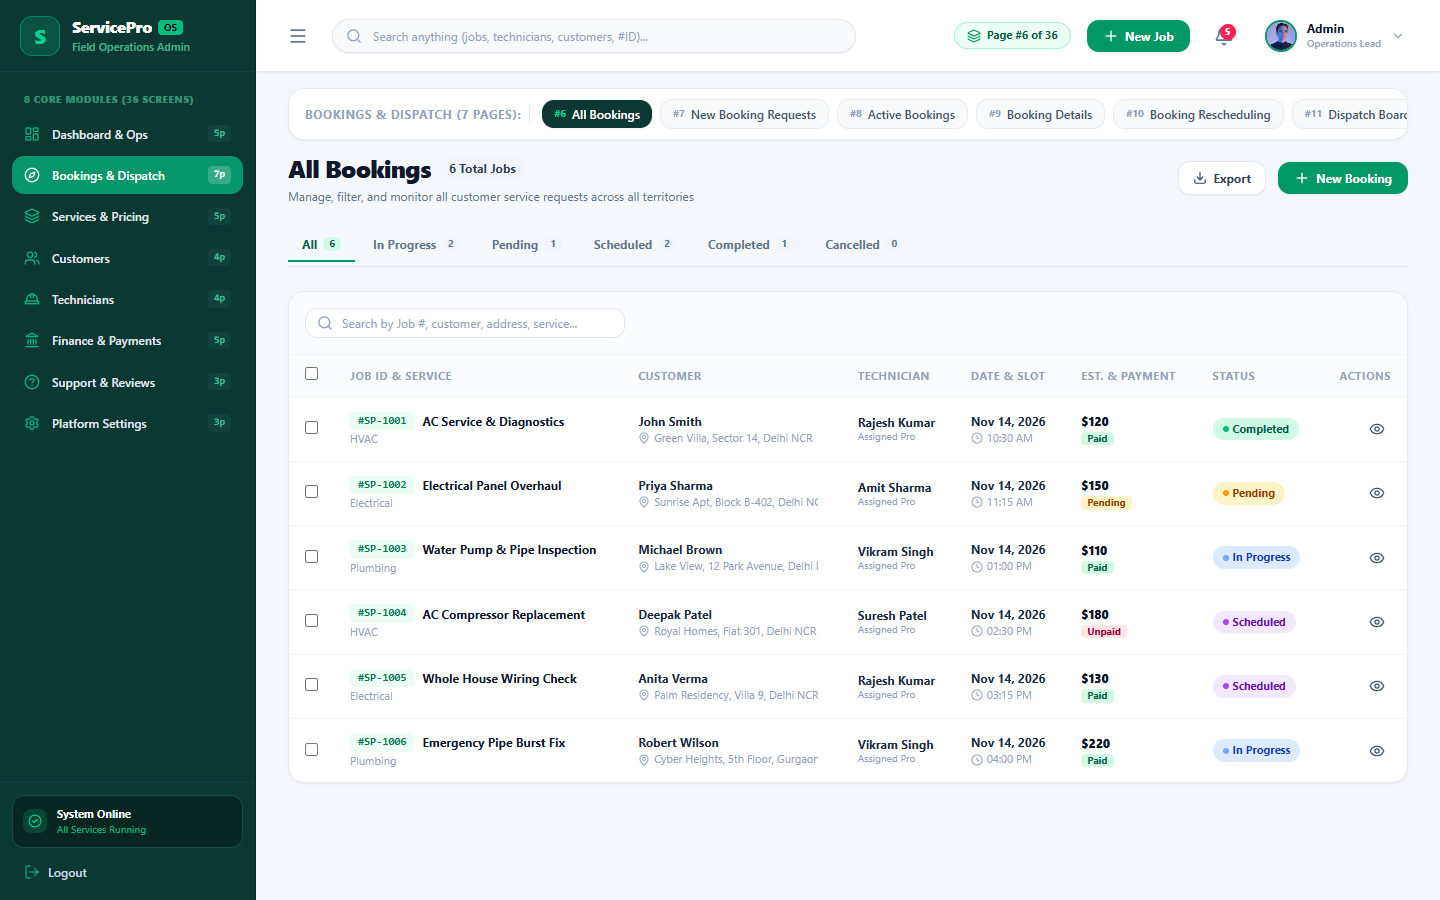 S
ServicePro OS
Field Operations Admin
8 CORE MODULES (36 SCREENS)
Dashboard & Ops 5p
Bookings & Dispatch 7p
Services & Pricing 5p
Customers 4p
Technicians 4p
Finance & Payments 5p
Support & Reviews 3p
Platform Settings 3p
System Online
All Services Running
Logout
Search anything (jobs, technicians, customers, #ID)...
Page #6 of 36
New Job
5
Admin
Operations Lead
BOOKINGS & DISPATCH (7 PAGES):
#6 All Bookings
#7 New Booking Requests
#8 Active Bookings
#9 Booking Details
#10 Booking Rescheduling
#11 Dispatch Board
All Bookings 6 Total Jobs
Manage, filter, and monitor all customer service requests across all territories
Export
New Booking
All 6
In Progress 2
Pending 1
Scheduled 2
Completed 1
Cancelled 0
Search by Job #, customer, address, service...
JOB ID & SERVICE CUSTOMER TECHNICIAN DATE & SLOT EST. & PAYMENT STATUS ACTIONS
#SP-1001 AC Service & Diagnostics John Smith Rajesh Kumar Nov 14, 2026 $120 Completed
HVAC Green Villa, Sector 14, Delhi NCR Assigned Pro 10:30 AM Paid
#SP-1002 Electrical Panel Overhaul Priya Sharma Amit Sharma Nov 14, 2026 $150 Pending
Electrical Sunrise Apt, Block B-402, Delhi NC Assigned Pro 11:15 AM Pending
#SP-1003 Water Pump & Pipe Inspection Michael Brown Vikram Singh Nov 14, 2026 $110 In Progress
Plumbing Lake View, 12 Park Avenue, Delhi Assigned Pro 01:00 PM Paid
#SP-1004 AC Compressor Replacement Deepak Patel Suresh Patel Nov 14, 2026 $180 Scheduled
HVAC Royal Homes, Flat 301, Delhi NCR Assigned Pro 02:30 PM Unpaid
#SP-1005 Whole House Wiring Check Anita Verma Rajesh Kumar Nov 14, 2026 $130 Scheduled
Electrical Palm Residency, Villa 9, Delhi NCR Assigned Pro 03:15 PM Paid
#SP-1006 Emergency Pipe Burst Fix Robert Wilson Vikram Singh Nov 14, 2026 $220 In Progress
Plumbing Cyber Heights, 5th Floor, Gurgaon Assigned Pro 04:00 PM Paid